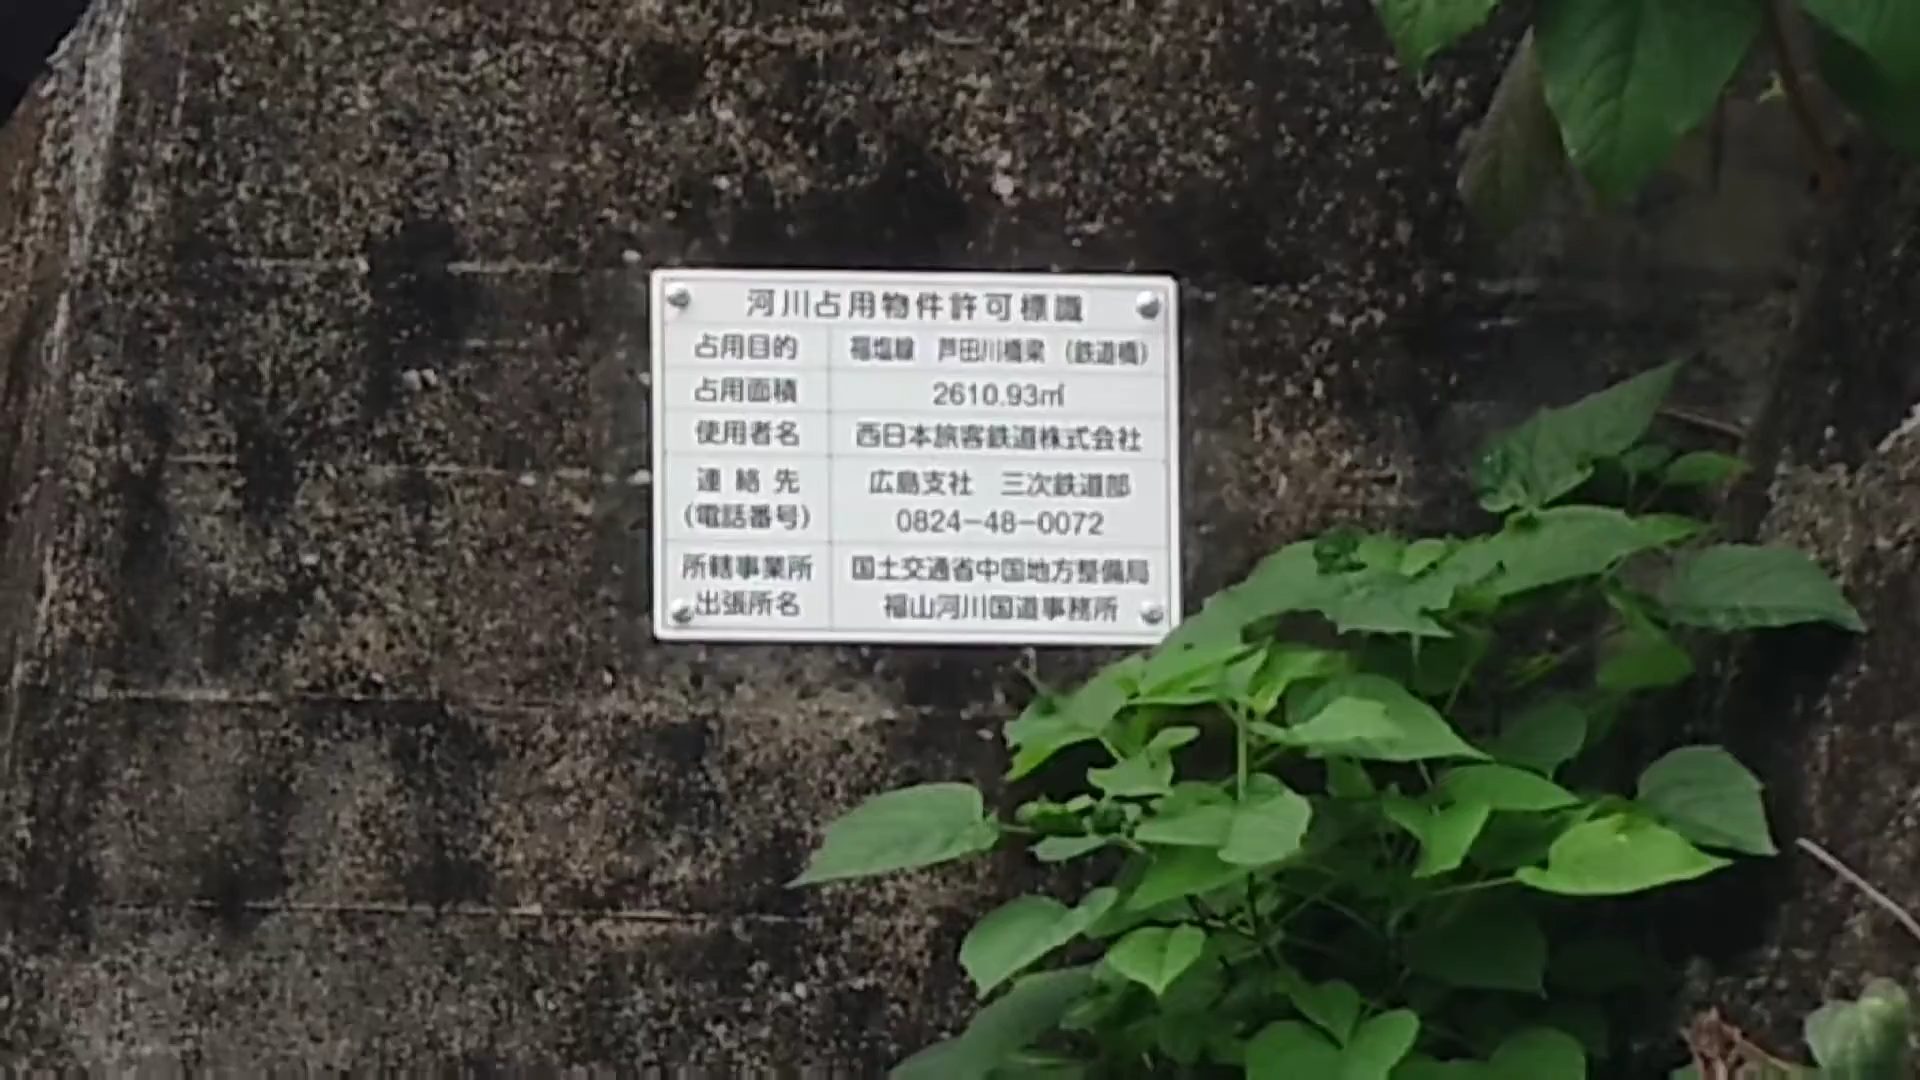 河川占用物件許可標識
占用目的 福塩線 芦田川橋梁 (鉄道橋)
占用面積 2610.93㎡
使用者名 西日本旅客鉄道株式会社
連絡先 広島支社 三次鉄道部
(電話番号) 0824-48-0072
所轄事業所 国土交通省中国地方整備局
出張所名 福山河川国道事務所